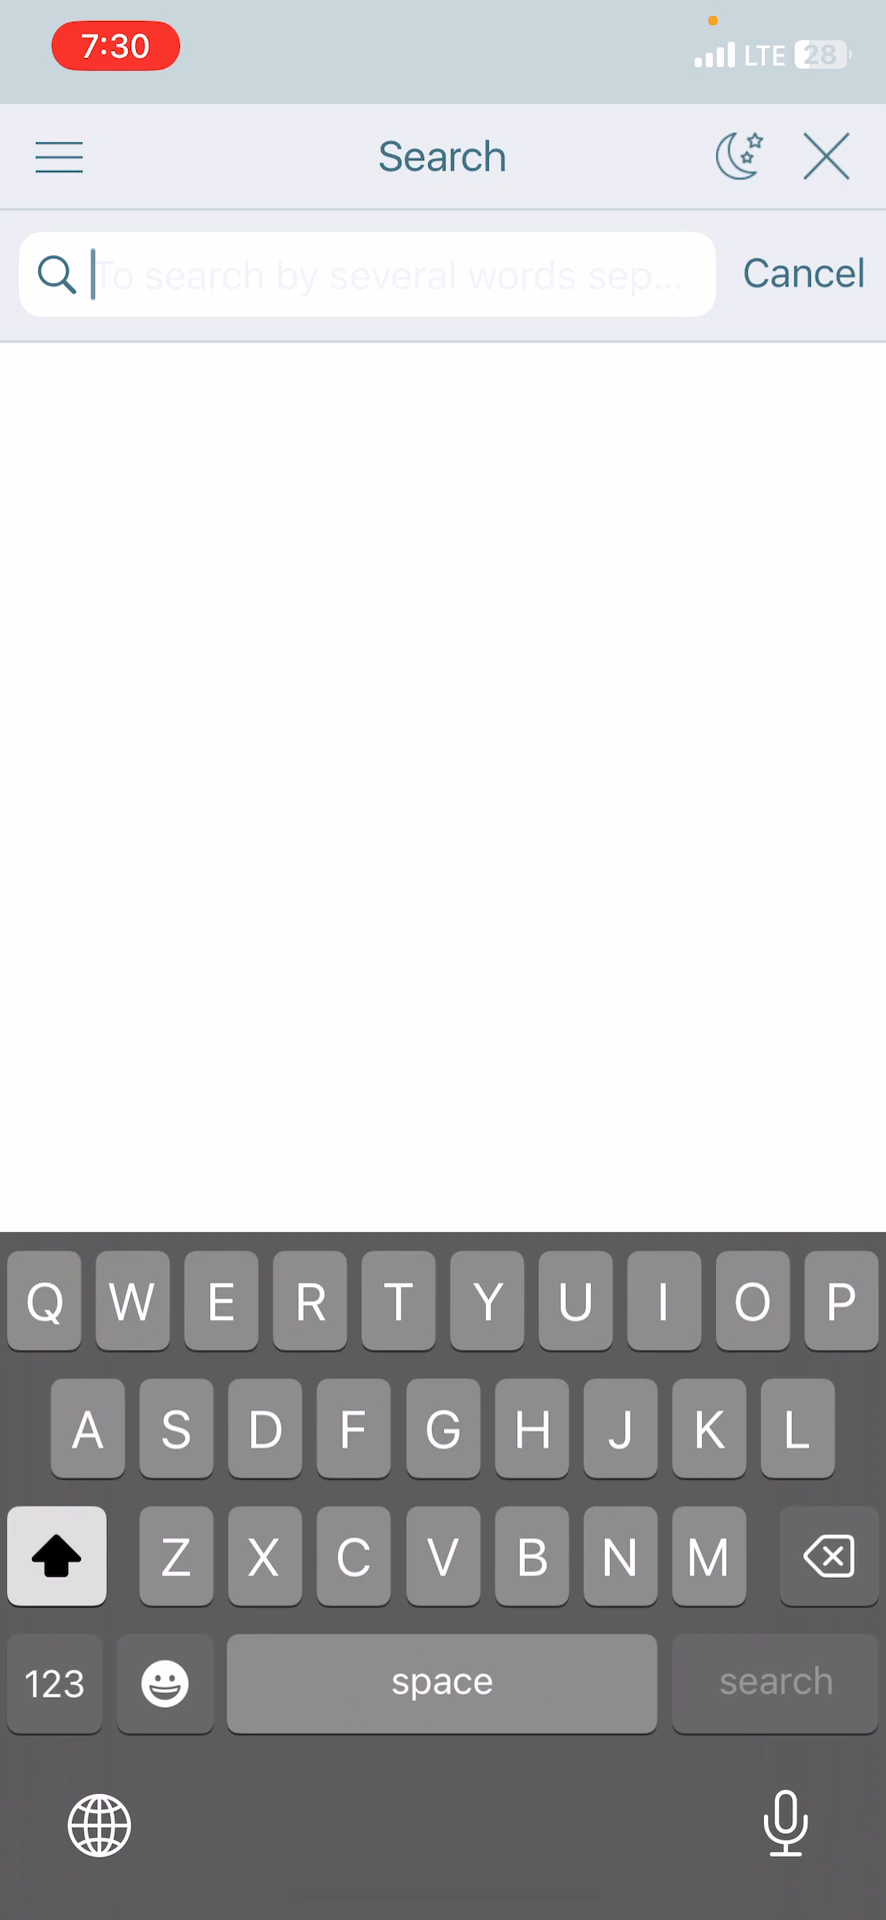 7:30 LTE 28
Search
To search by several words sep... Cancel
Q W E R T Y U I O P
A S D F G H J K L
Z X C V B N M
123 space search